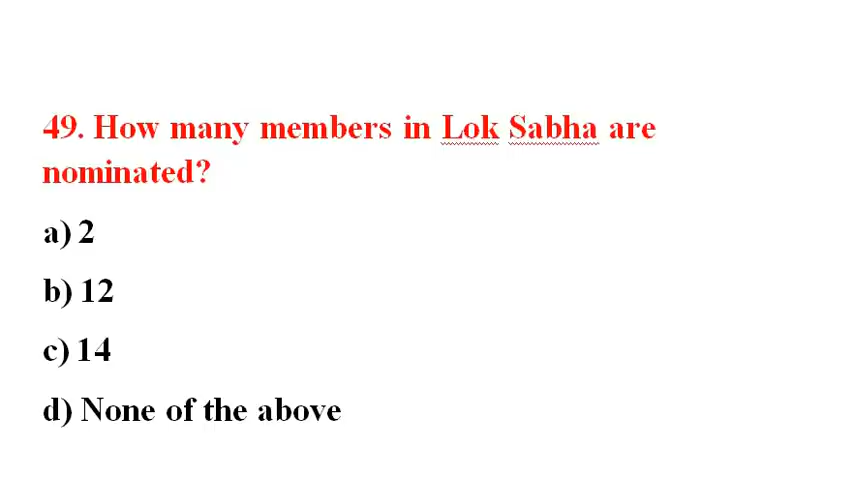 49. How many members in Lok Sabha are
nominated?
a) 2
b) 12
c) 14
d) None of the above